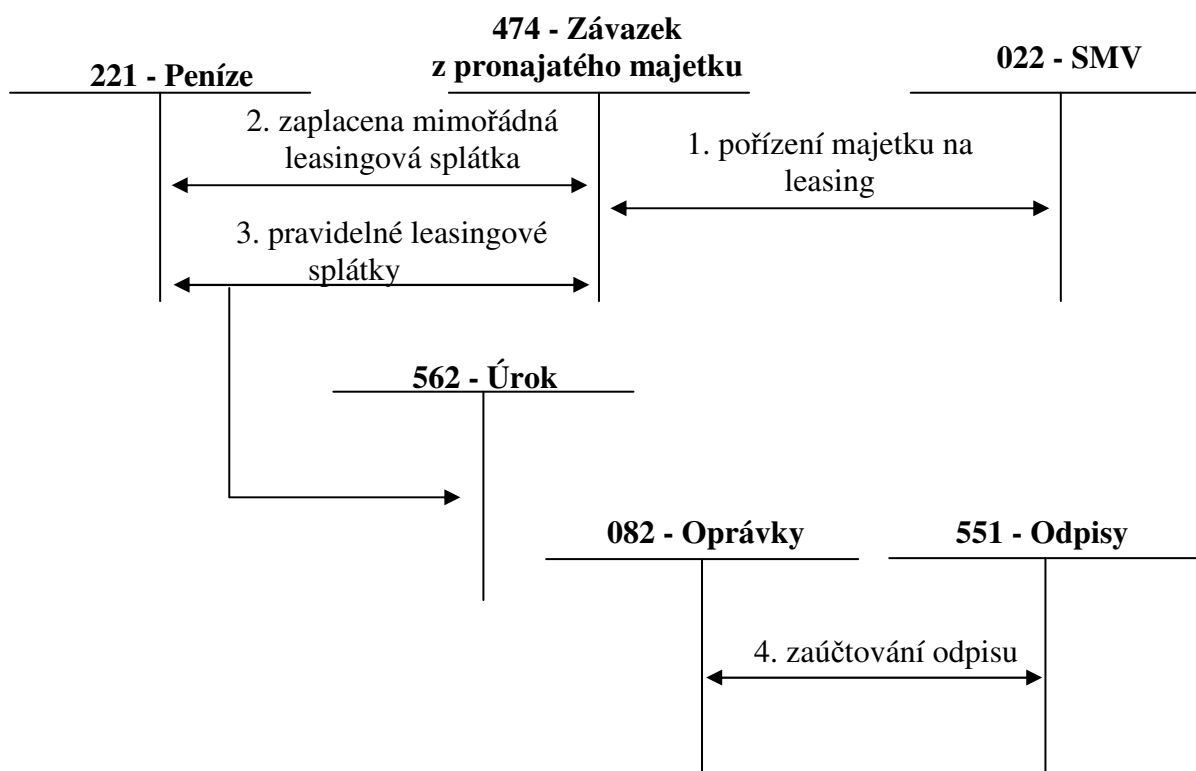 474 - Závazek
z pronajatého majetku
221 - Peníze
022 - SMV
2. zaplacena mimořádná
leasingová splátka
1. pořízení majetku na
leasing
3. pravidelné leasingové
splátky
562 - Úrok
082 - Oprávky
551 - Odpisy
4. zaúčtování odpisu